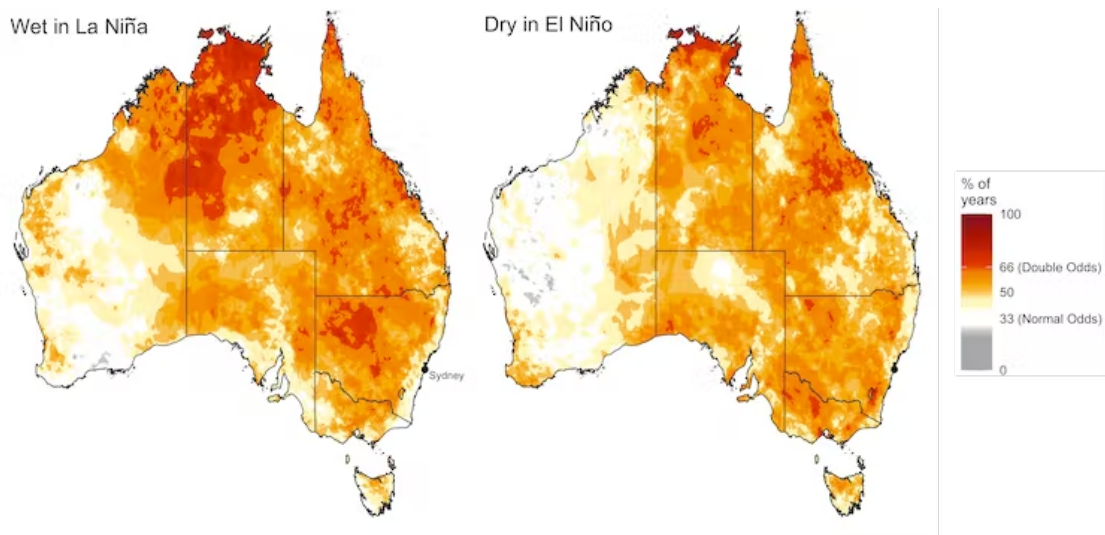 Wet in La Niña
Dry in El Niño
Sydney
% of
years
100
66 (Double Odds)
50
33 (Normal Odds)
0